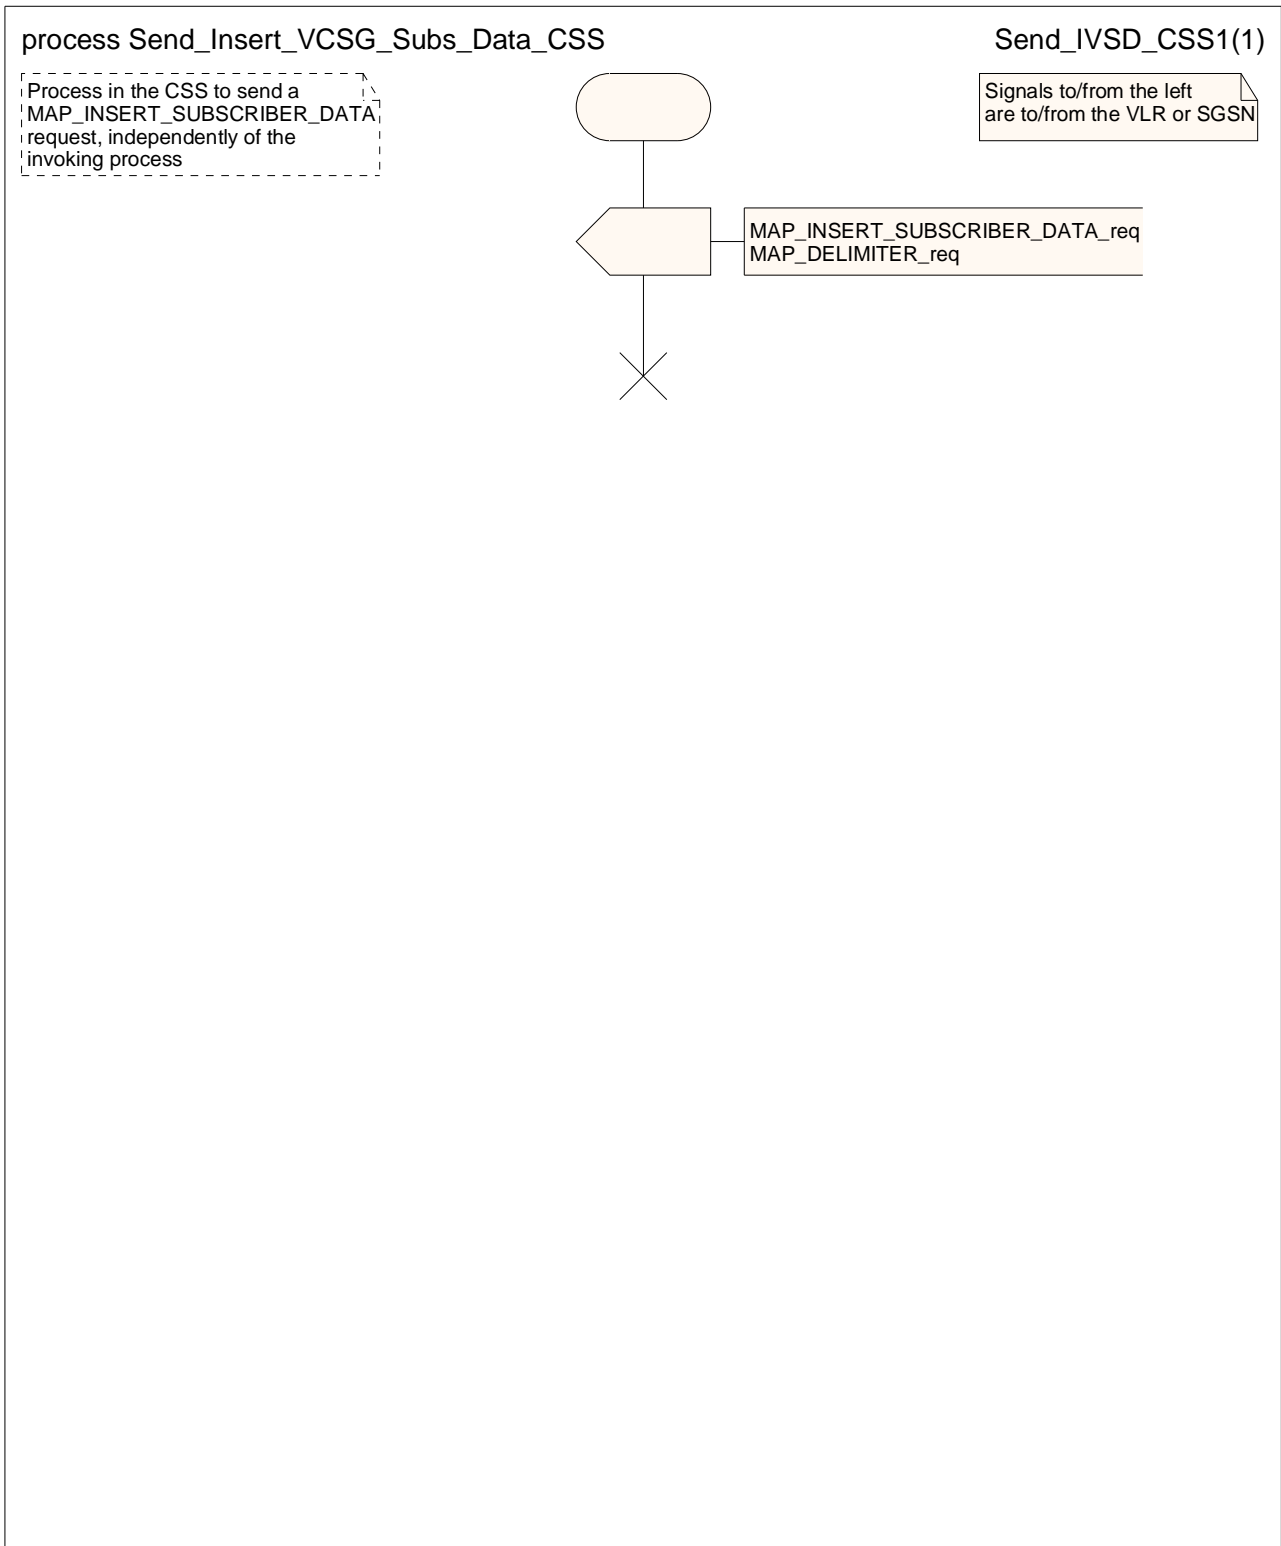 process Send_Insert_VCSG_Subs_Data_CSS
Send_IVSD_CSS1(1)
Process in the CSS to send a
MAP_INSERT_SUBSCRIBER_DATA
request, independently of the
invoking process
Signals to/from the left
are to/from the VLR or SGSN
MAP_INSERT_SUBSCRIBER_DATA_req
MAP_DELIMITER_req